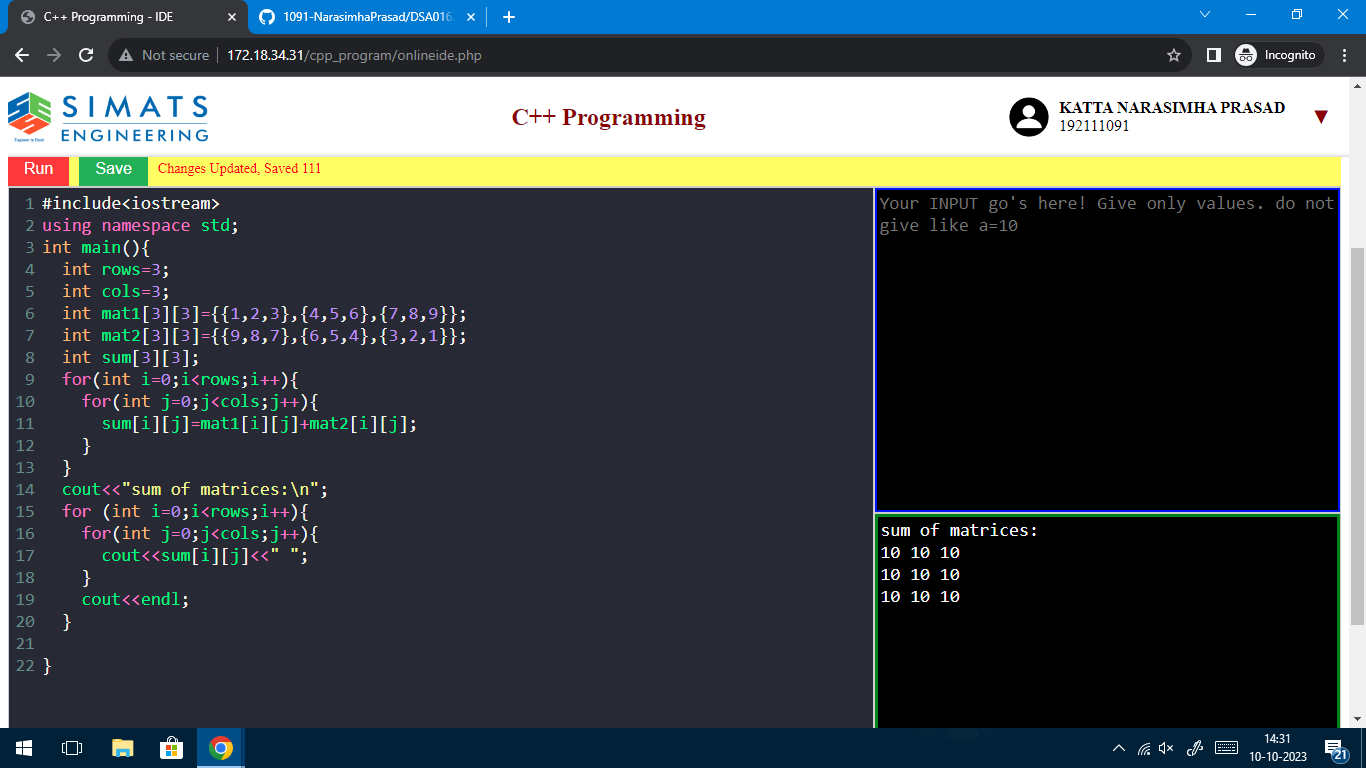 C++ Programming - IDE
1091-NarasimhaPrasad/DSA016
Not secure
172.18.34.31/cpp_program/onlineide.php
Incognito
SIMATS
ENGINEERING
C++ Programming
KATTA NARASIMHA PRASAD
192111091
Run
Save
Changes Updated, Saved 111
1 #include<iostream>
2 using namespace std;
3 int main(){
4   int rows=3;
5   int cols=3;
6   int mat1[3][3]={{1,2,3},{4,5,6},{7,8,9}};
7   int mat2[3][3]={{9,8,7},{6,5,4},{3,2,1}};
8   int sum[3][3];
9   for(int i=0;i<rows;i++){
10     for(int j=0;j<cols;j++){
11       sum[i][j]=mat1[i][j]+mat2[i][j];
12     }
13   }
14   cout<<"sum of matrices:\n";
15   for (int i=0;i<rows;i++){
16     for(int j=0;j<cols;j++){
17       cout<<sum[i][j]<<" ";
18     }
19     cout<<endl;
20   }
21
22 }
Your INPUT go's here! Give only values. do not
give like a=10
sum of matrices:
10 10 10
10 10 10
10 10 10
14:31
10-10-2023
21